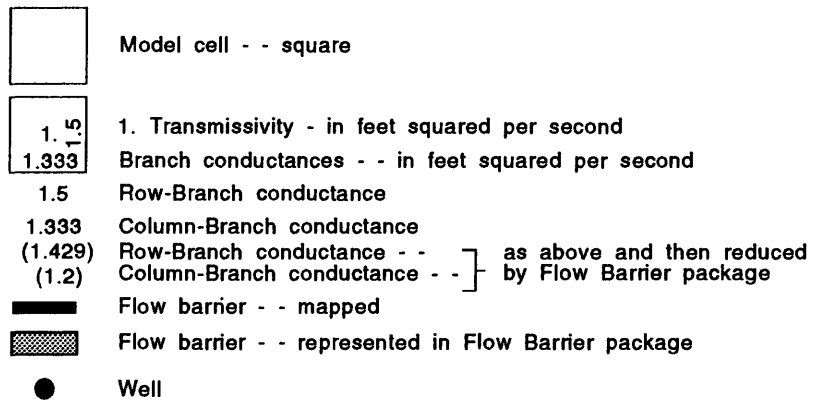 Model cell - - square
1. 1.5 1. Transmissivity - in feet squared per second
1.333 Branch conductances - - in feet squared per second
1.5 Row-Branch conductance
1.333 Column-Branch conductance
(1.429) Row-Branch conductance - - as above and then reduced
(1.2) Column-Branch conductance - - by Flow Barrier package
Flow barrier - - mapped
Flow barrier - - represented in Flow Barrier package
Well